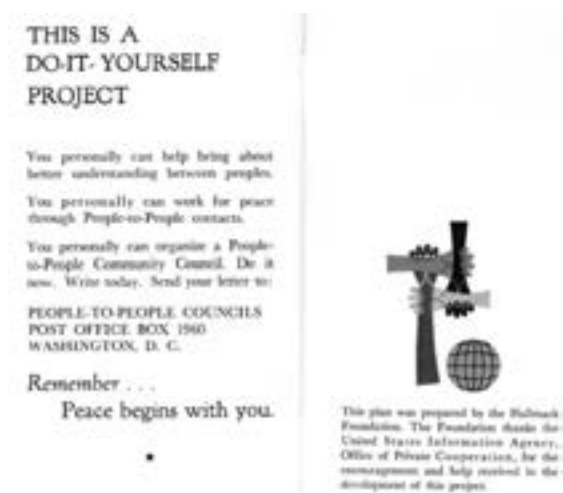 THIS IS A
DO-IT-YOURSELF
PROJECT
You personally can help bring about
better understanding between peoples.
You personally can work for peace
through People-to-People contacts.
You personally can organize a People-
to-People Community Council. Do it
now. Write today. Send your letter to:
PEOPLE-TO-PEOPLE COUNCILS
POST OFFICE BOX 1960
WASHINGTON, D. C.
Remember . . .
Peace begins with you.
This plan was prepared by the Hallmark
Foundation. The Foundation thanks the
United States Information Agency,
Office of Private Cooperation, for the
encouragement and help received in the
development of this project.